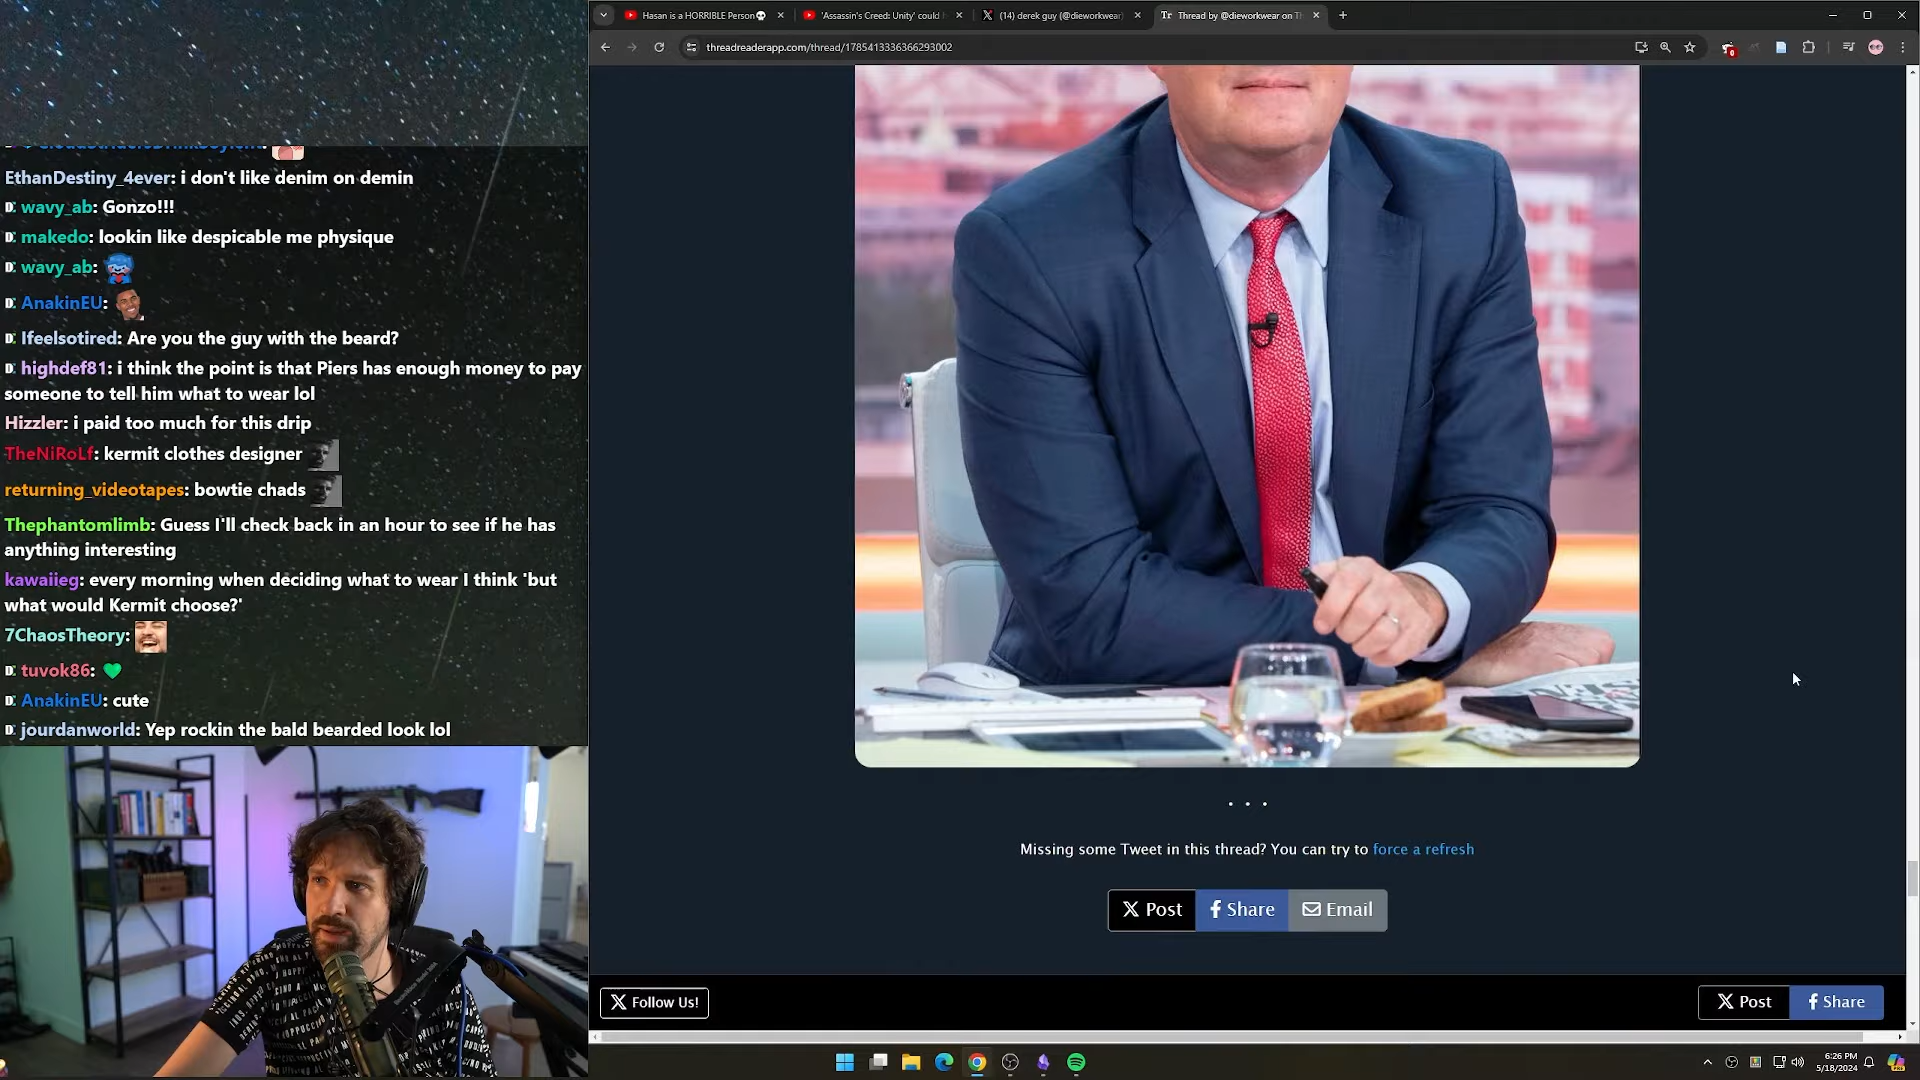 Hasan is a HORRIBLE Person
'Assassin's Creed: Unity' could
(14) derek guy (@dieworkwear
Tr Thread by @dieworkwear on T
threadreaderapp.com/thread/1785413336366293002
EthanDestiny_4ever: i don't like denim on demin
wavy_ab: Gonzo!!!
makedo: lookin like despicable me physique
wavy_ab:
AnakinEU:
Ifeelsotired: Are you the guy with the beard?
highdef81: i think the point is that Piers has enough money to pay
someone to tell him what to wear lol
Hizzler: i paid too much for this drip
TheNiRoLf: kermit clothes designer
returning_videotapes: bowtie chads
Thephantomlimb: Guess I'll check back in an hour to see if he has
anything interesting
kawaiieg: every morning when deciding what to wear I think 'but
what would Kermit choose?'
7ChaosTheory:
tuvok86:
AnakinEU: cute
jourdanworld: Yep rockin the bald bearded look lol
Missing some Tweet in this thread? You can try to force a refresh
Post Share Email
Follow Us!
Post Share
6:26 PM
5/18/2024